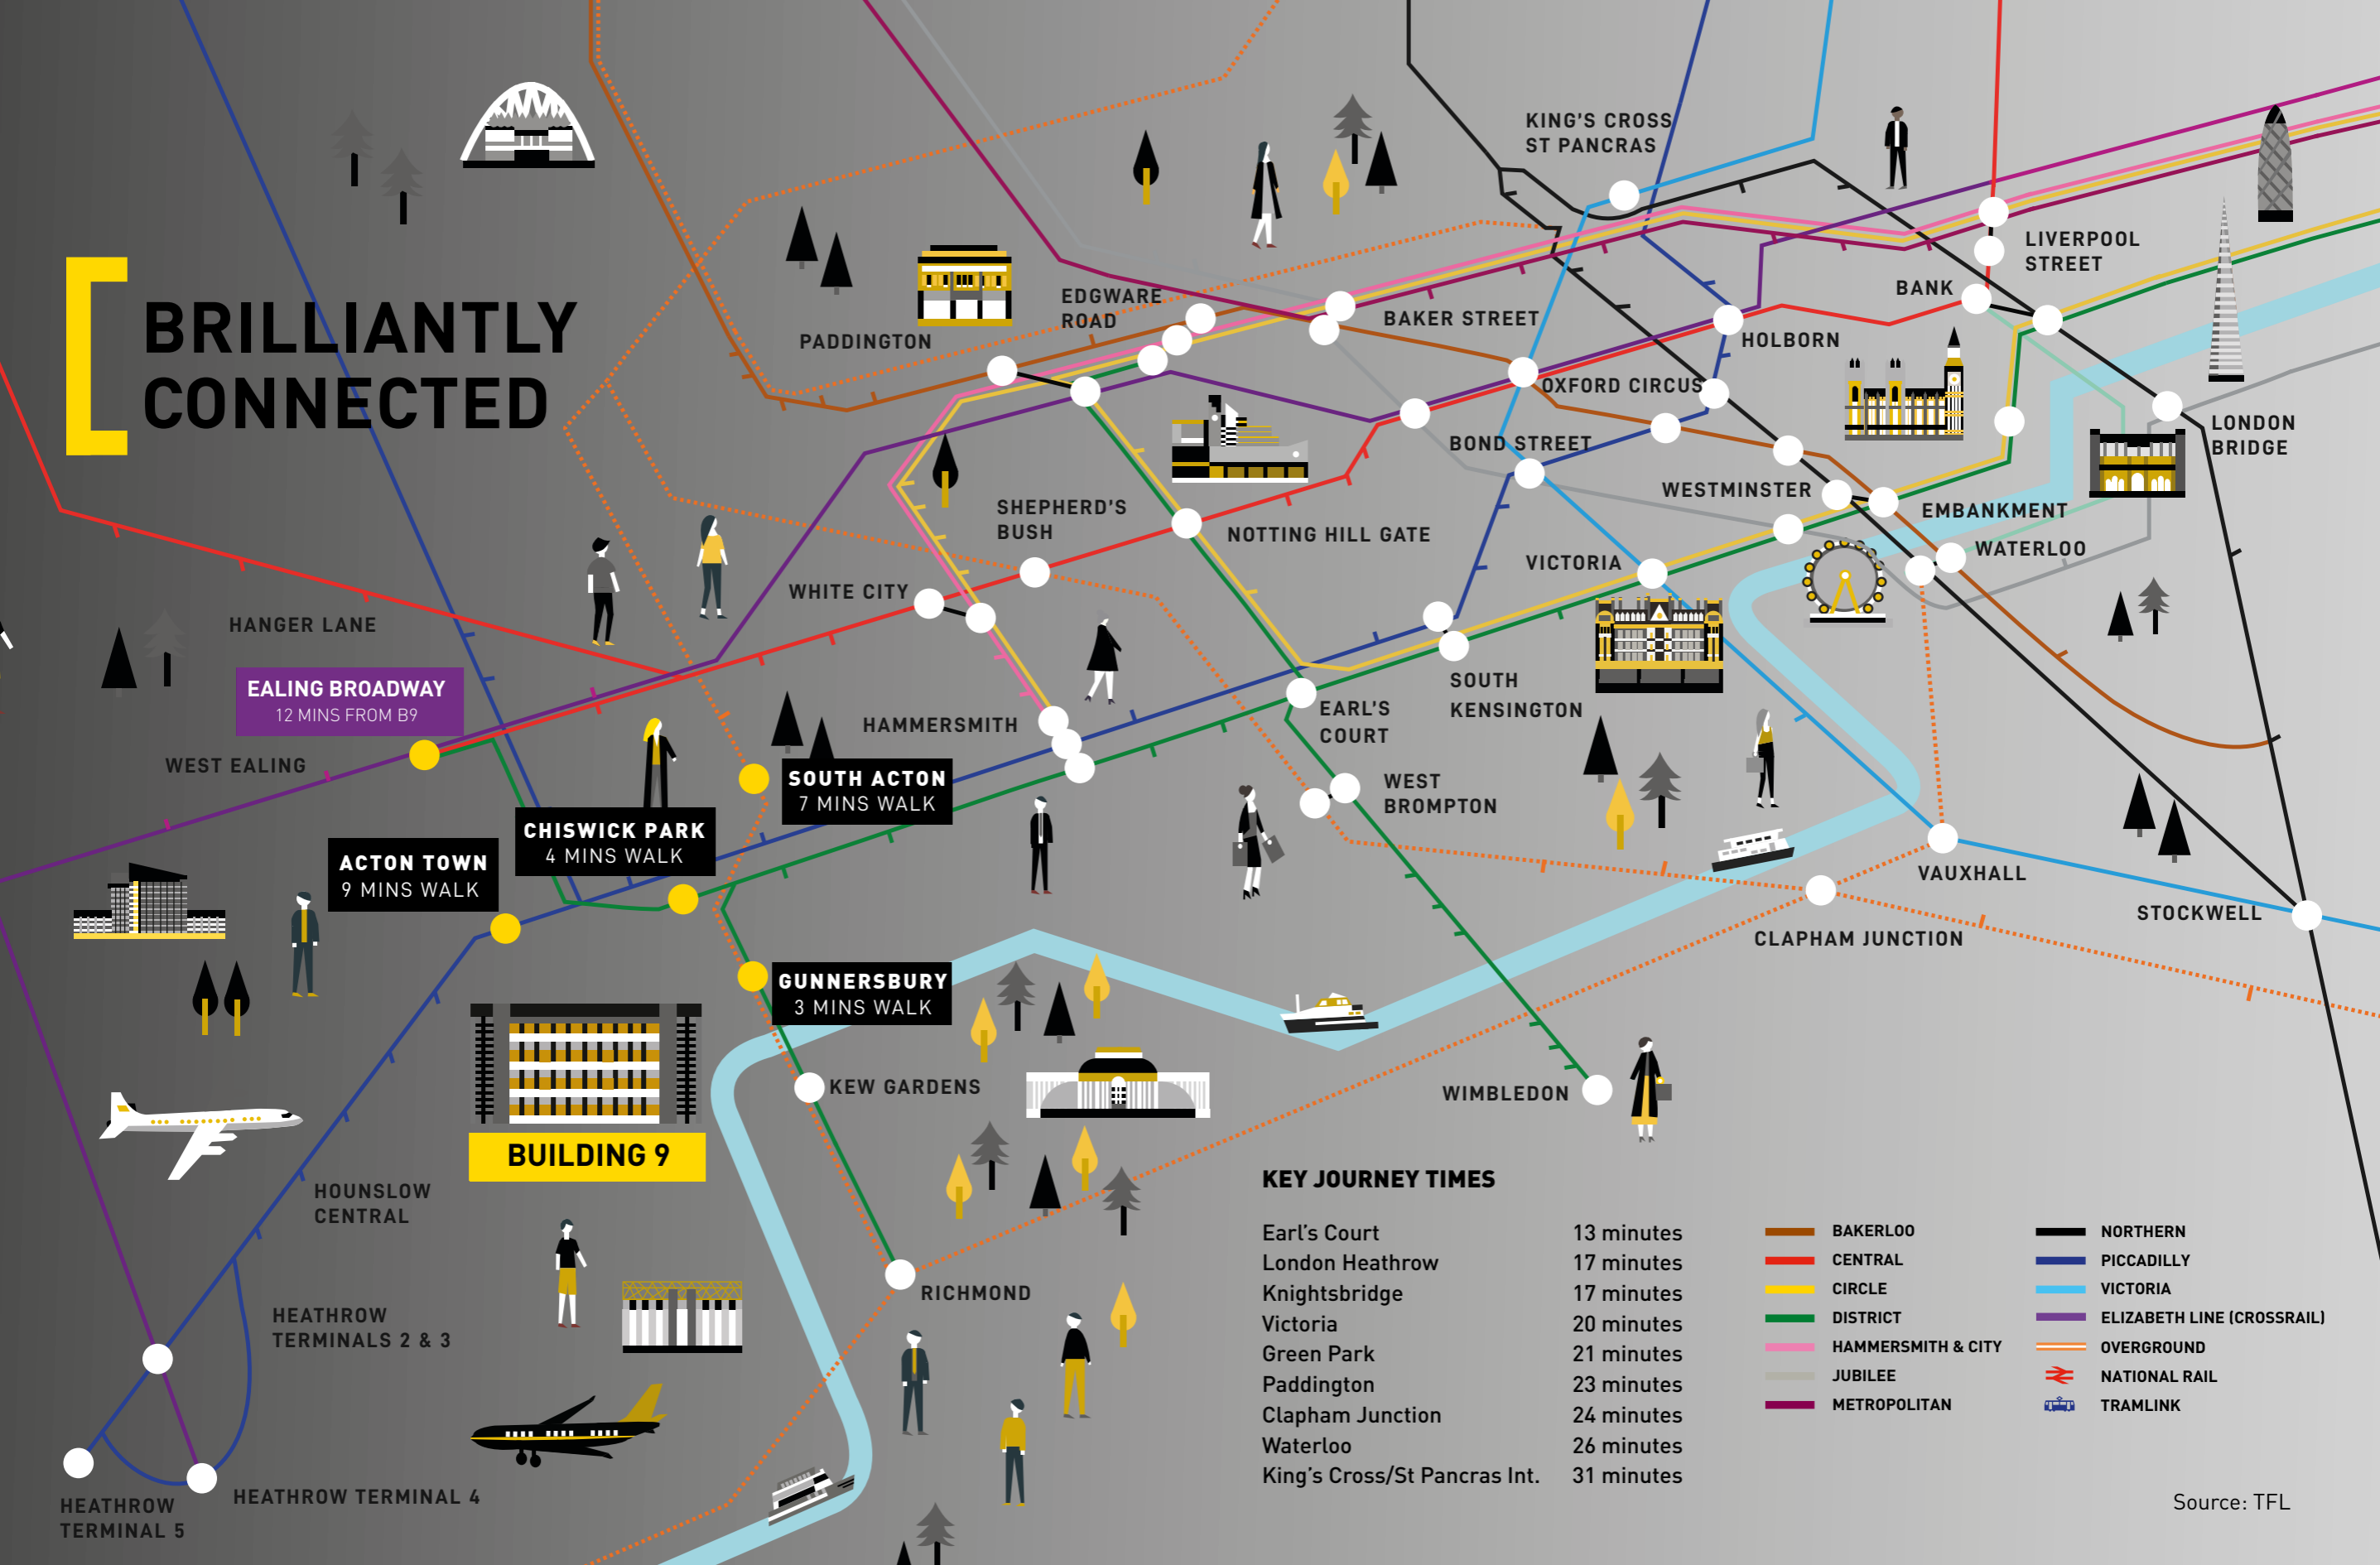 BRILLIANTLY
CONNECTED
KING'S CROSS
ST PANCRAS
LIVERPOOL
STREET
BANK
EDGWARE
ROAD
PADDINGTON
BAKER STREET
HOLBORN
OXFORD CIRCUS
BOND STREET
LONDON
BRIDGE
WESTMINSTER
EMBANKMENT
SHEPHERD'S
BUSH
NOTTING HILL GATE
WATERLOO
VICTORIA
WHITE CITY
HANGER LANE
EALING BROADWAY
12 MINS FROM B9
SOUTH
KENSINGTON
EARL'S
COURT
HAMMERSMITH
WEST EALING
SOUTH ACTON
7 MINS WALK
WEST
BROMPTON
CHISWICK PARK
4 MINS WALK
ACTON TOWN
9 MINS WALK
VAUXHALL
STOCKWELL
CLAPHAM JUNCTION
GUNNERSBURY
3 MINS WALK
KEW GARDENS
WIMBLEDON
BUILDING 9
HOUNSLOW
CENTRAL
RICHMOND
HEATHROW
TERMINALS 2 & 3
HEATHROW TERMINAL 4
HEATHROW
TERMINAL 5
KEY JOURNEY TIMES
Earl's Court 13 minutes
London Heathrow 17 minutes
Knightsbridge 17 minutes
Victoria 20 minutes
Green Park 21 minutes
Paddington 23 minutes
Clapham Junction 24 minutes
Waterloo 26 minutes
King's Cross/St Pancras Int. 31 minutes
BAKERLOO
CENTRAL
CIRCLE
DISTRICT
HAMMERSMITH & CITY
JUBILEE
METROPOLITAN
NORTHERN
PICCADILLY
VICTORIA
ELIZABETH LINE (CROSSRAIL)
OVERGROUND
NATIONAL RAIL
TRAMLINK
Source: TFL